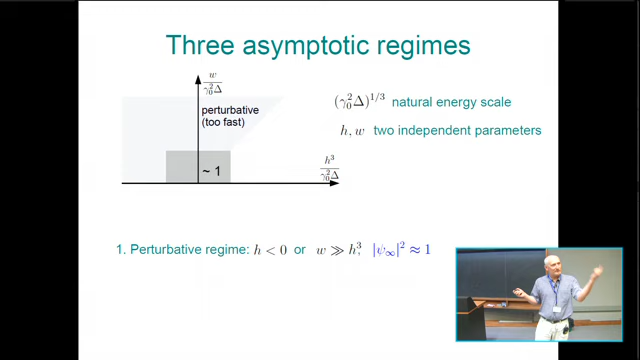 Three asymptotic regimes
w
γ₀²Δ
perturbative
(too fast)
~ 1
h³
γ₀²Δ
(γ₀²Δ)^{1/3} natural energy scale
h, w two independent parameters
1. Perturbative regime: h < 0 or w ≫ h³, |ψ∞|² ≈ 1